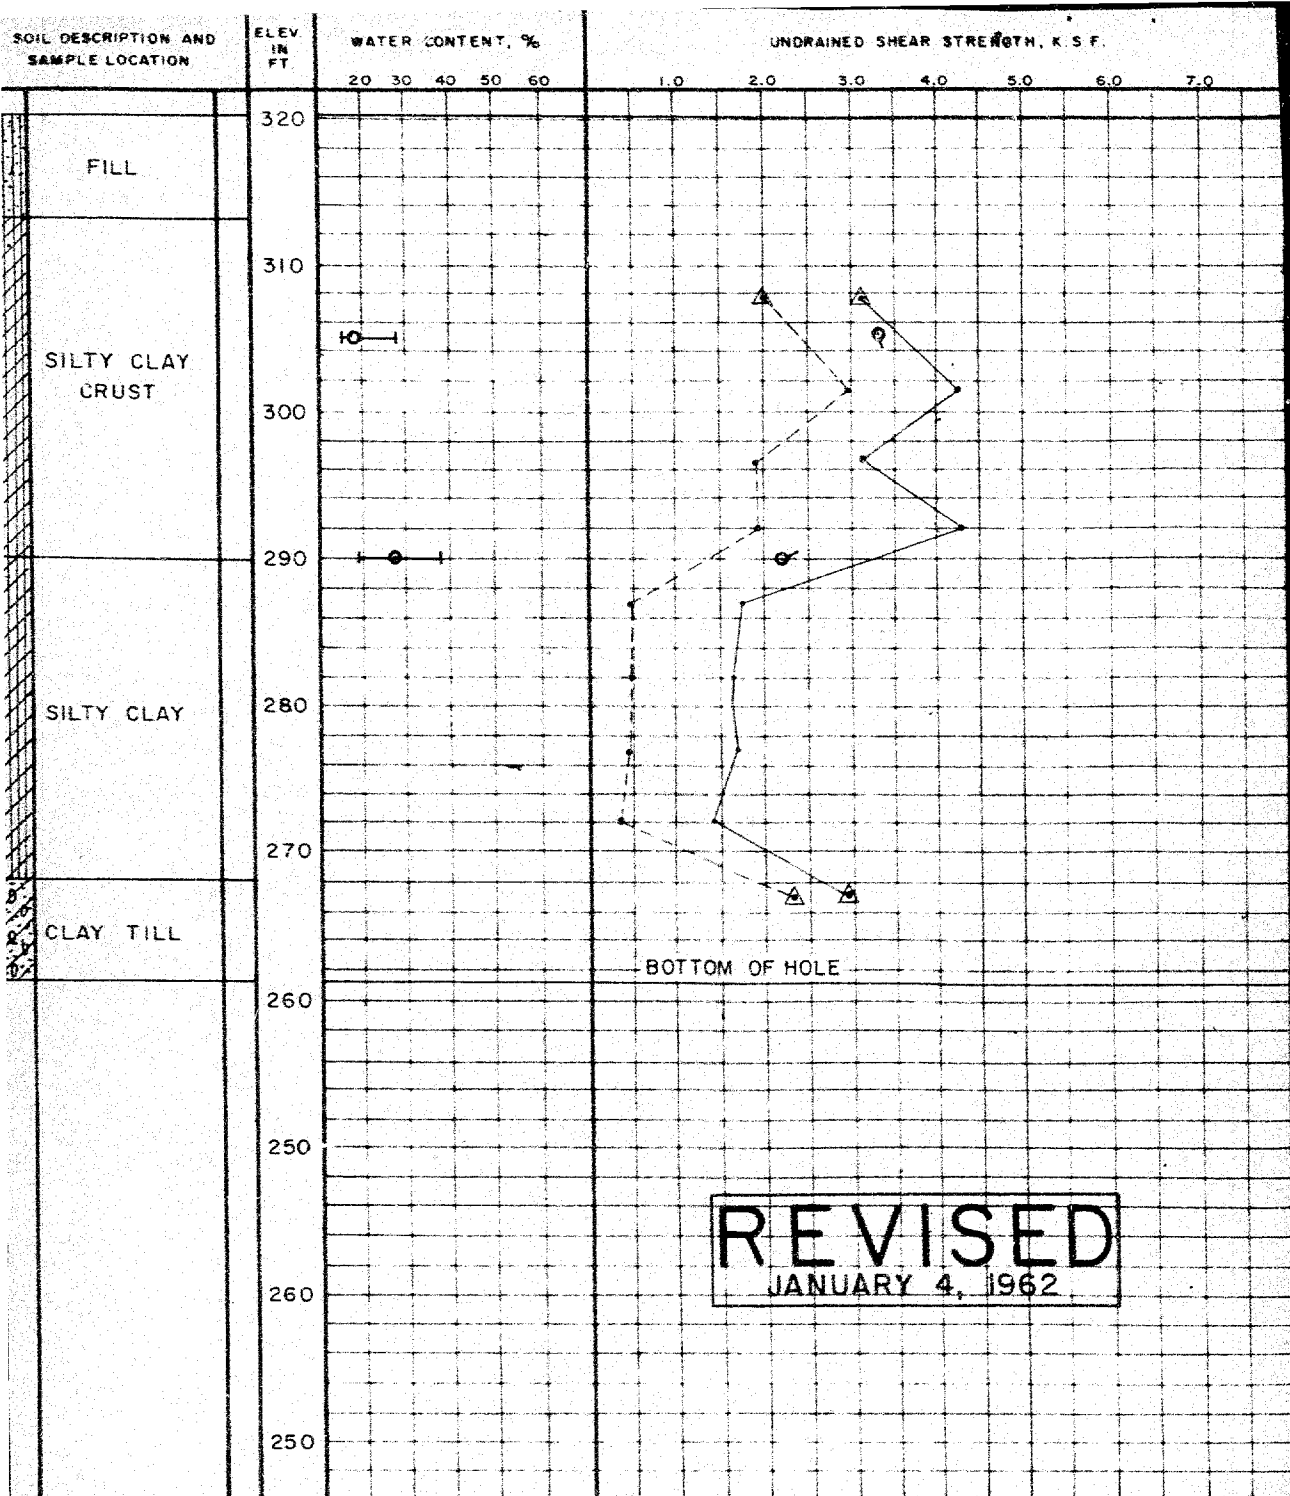 SOIL DESCRIPTION AND
SAMPLE LOCATION
ELEV.
IN
FT.
WATER CONTENT, %
UNDRAINED SHEAR STRENGTH, K.S.F.
20 30 40 50 60
1.0 2.0 3.0 4.0 5.0 6.0 7.0
320
FILL
310
SILTY CLAY
CRUST
300
290
SILTY CLAY
280
270
CLAY TILL
BOTTOM OF HOLE
260
250
REVISED
JANUARY 4, 1962
260
250